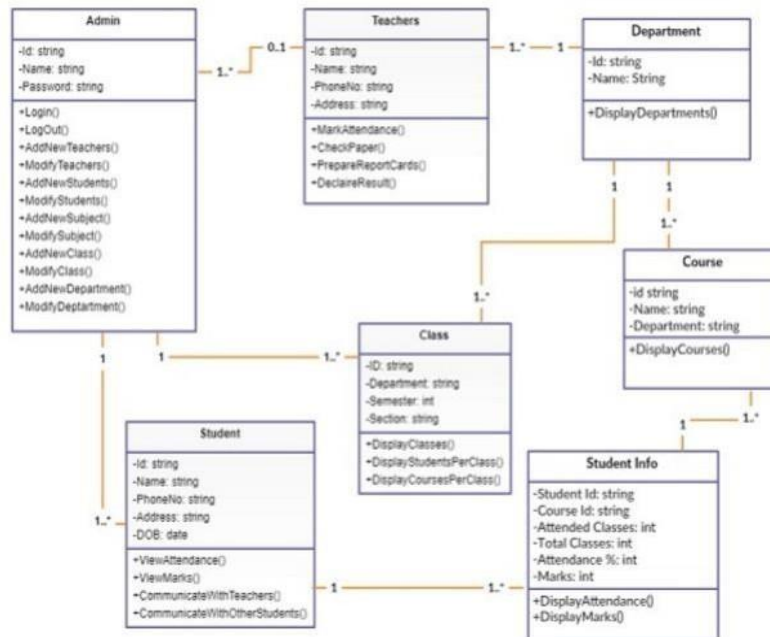 Admin
-Id: string
-Name: string
-Password: string
+Login()
+LogOut()
+AddNewTeachers()
+ModifyTeachers()
+AddNewStudents()
+ModifyStudents()
+AddNewSubject()
+ModifySubject()
+AddNewClass()
+ModifyClass()
+AddNewDepartment()
+ModifyDeptartment()
1..*
0..1
Teachers
-Id: string
-Name: string
-PhoneNo: string
-Address: string
+MarkAttendance()
+CheckPaper()
+PrepareReportCards()
+DeclaireResult()
1..*
1
Department
-Id: string
-Name: String
+DisplayDepartments()
1
1
1..*
1..*
Course
-id string
-Name: string
-Department: string
+DisplayCourses()
1
1
1..*
Class
-ID: string
-Department: string
-Semester: int
-Section: string
+DisplayClasses()
+DisplayStudentsPerClass()
+DisplayCoursesPerClass()
1
1..*
Student
-Id: string
-Name: string
-PhoneNo: string
-Address: string
-DOB: date
+ViewAttendance()
+ViewMarks()
+CommunicateWithTeachers()
+CommunicateWithOtherStudents()
1..*
1
1..*
Student Info
-Student Id: string
-Course Id: string
-Attended Classes: int
-Total Classes: int
-Attendance %: int
-Marks: int
+DisplayAttendance()
+DisplayMarks()